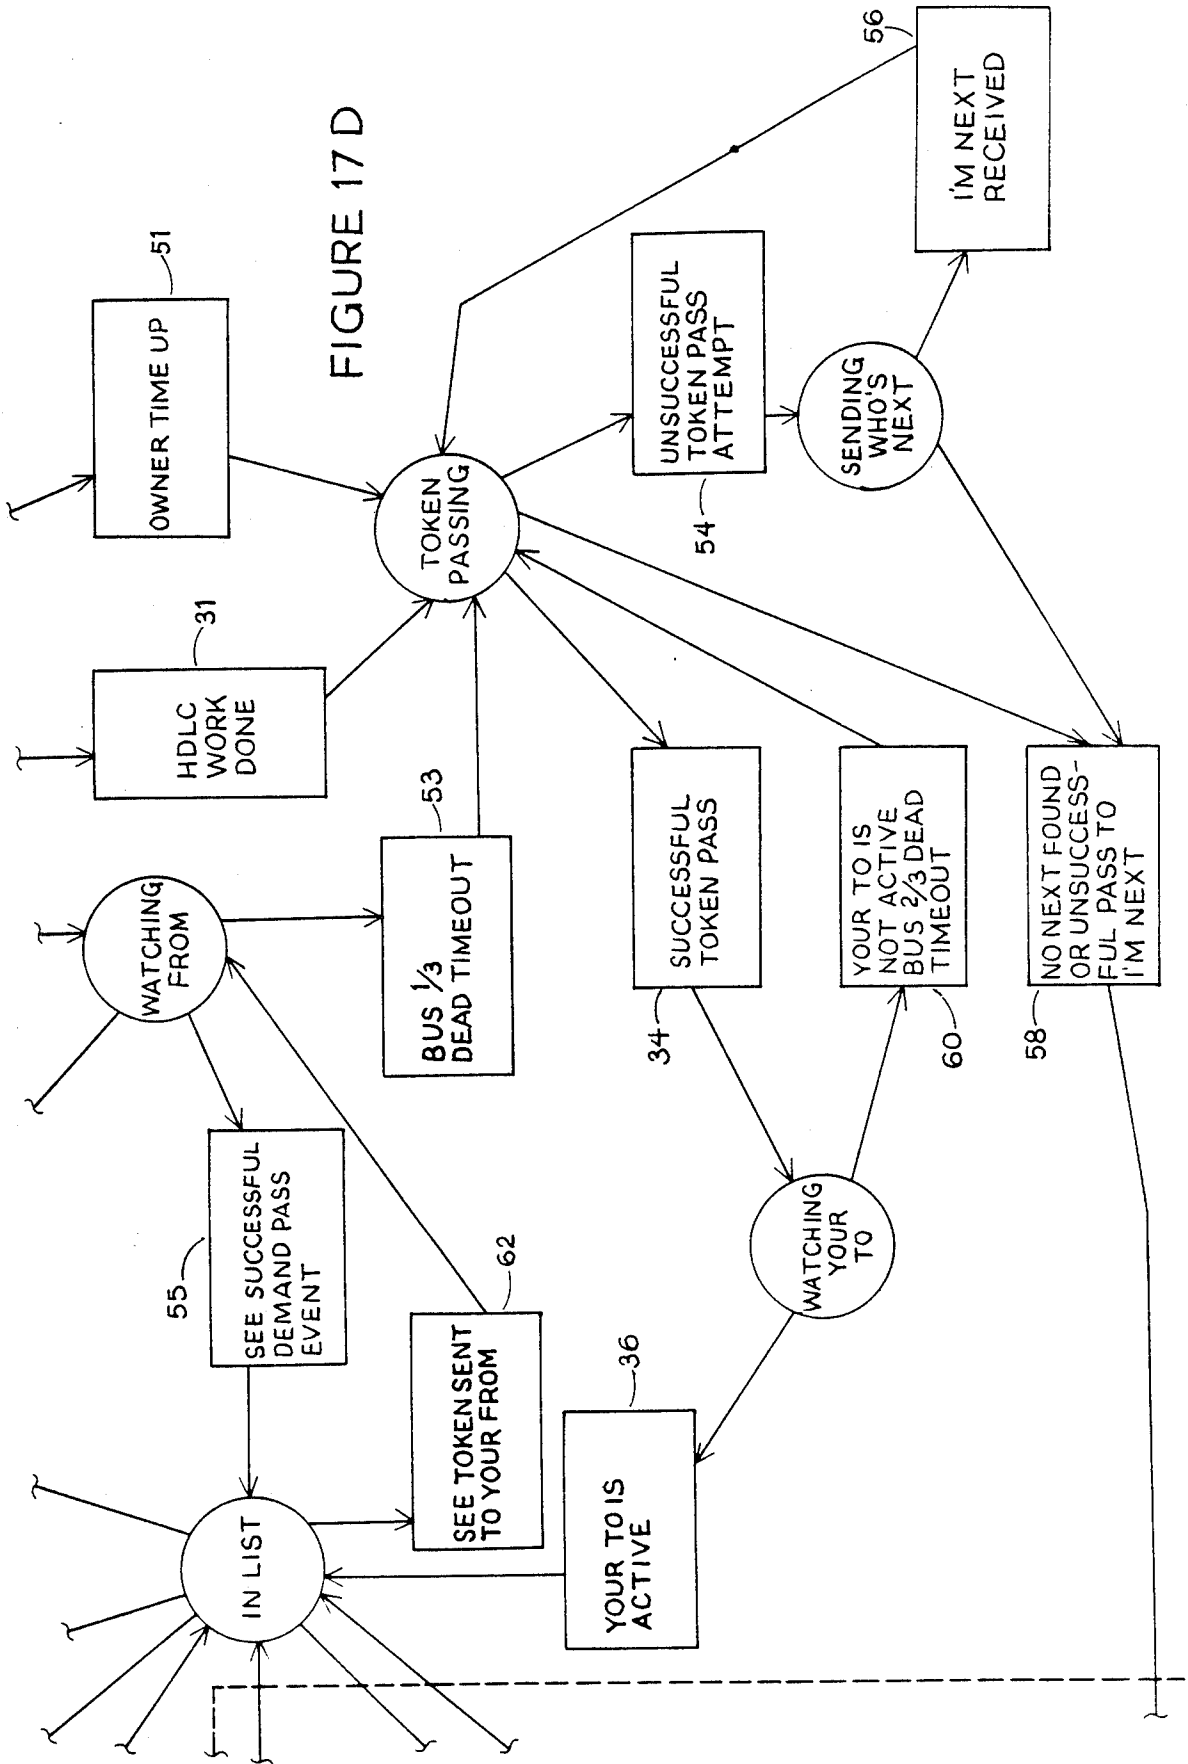 FIGURE 17 D
IN LIST
55
SEE SUCCESSFUL
DEMAND PASS
EVENT
WATCHING
FROM
31
HDLC
WORK
DONE
51
OWNER TIME UP
62
SEE TOKEN SENT
TO YOUR FROM
53
BUS 1/3
DEAD TIMEOUT
TOKEN
PASSING
36
YOUR TO IS
ACTIVE
34
SUCCESSFUL
TOKEN PASS
54
UNSUCCESSFUL
TOKEN PASS
ATTEMPT
WATCHING
YOUR
TO
60
YOUR TO IS
NOT ACTIVE
BUS 2/3 DEAD
TIMEOUT
SENDING
WHO'S
NEXT
56
I'M NEXT
RECEIVED
58
NO NEXT FOUND
OR UNSUCCESS-
FUL PASS TO
I'M NEXT